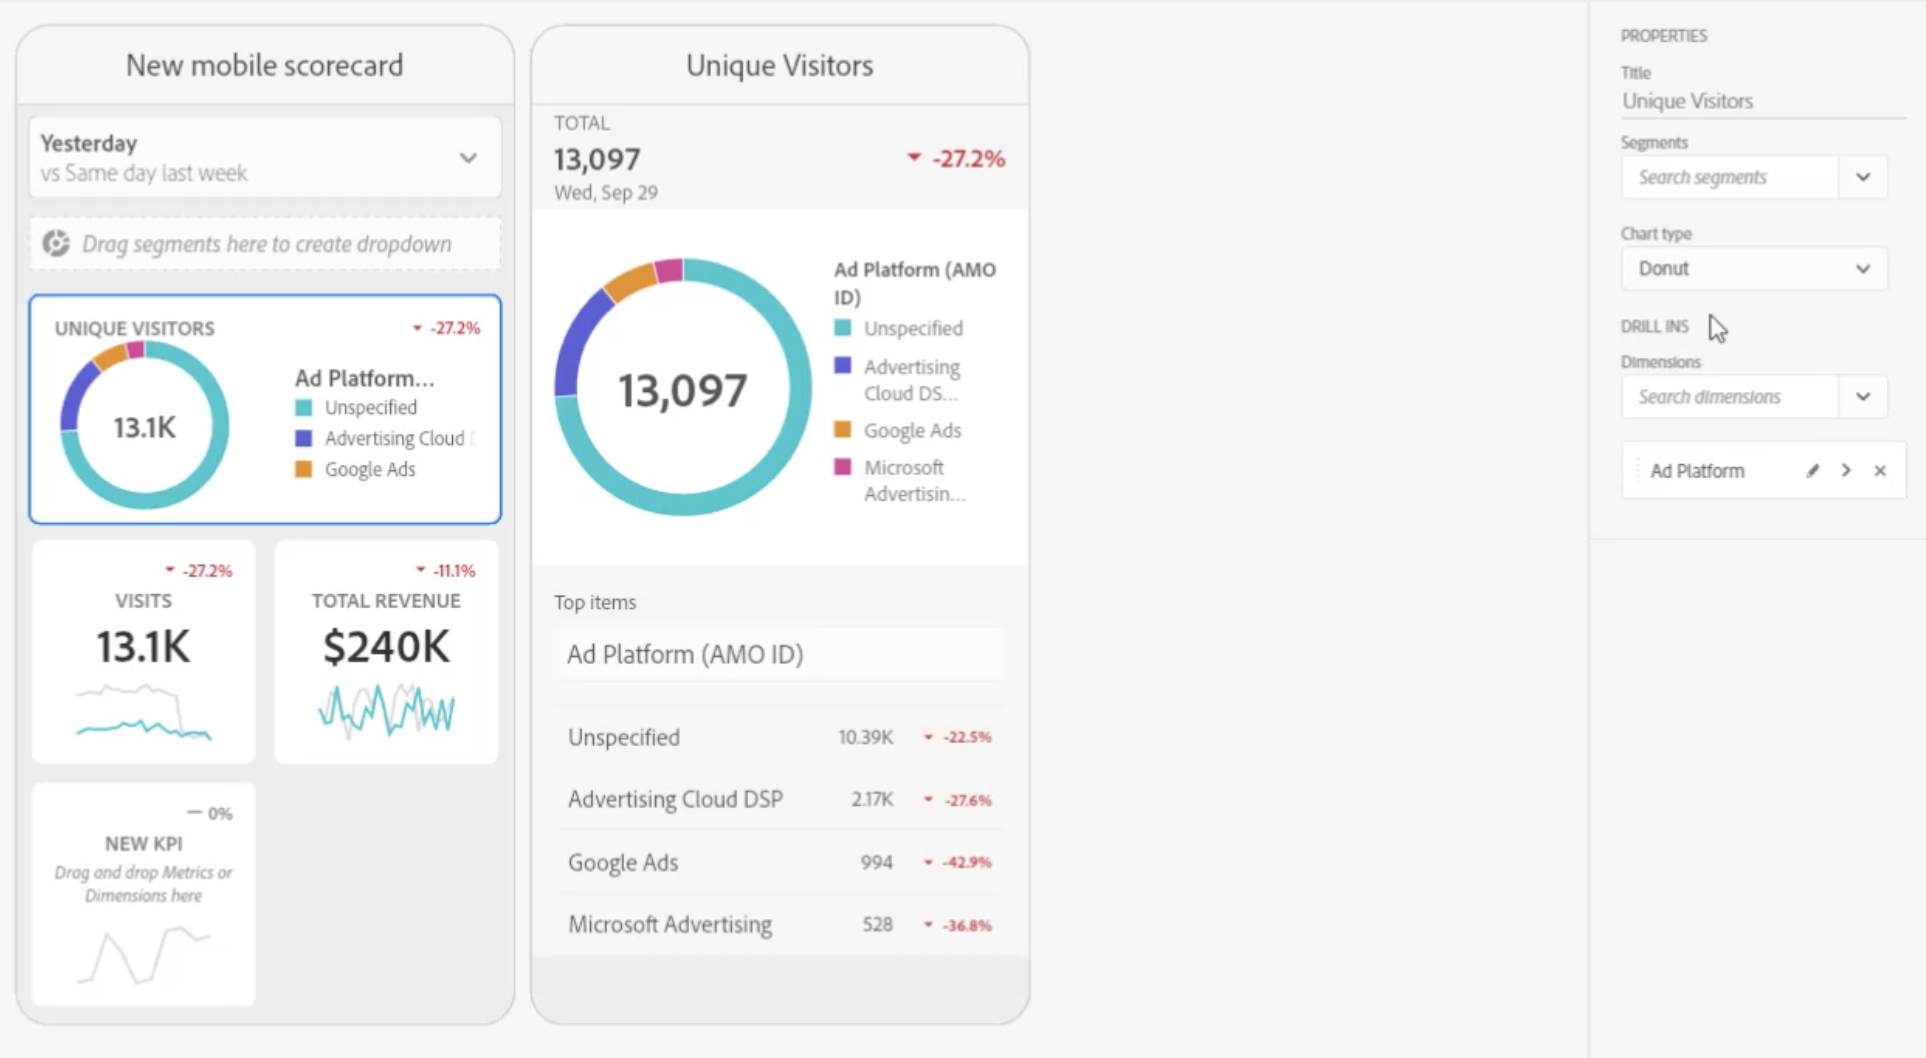 New mobile scorecard
Yesterday
vs Same day last week
Drag segments here to create dropdown
UNIQUE VISITORS
-27.2%
13.1K
Ad Platform...
Unspecified
Advertising Cloud
Google Ads
-27.2%
VISITS
13.1K
-11.1%
TOTAL REVENUE
$240K
— 0%
NEW KPI
Drag and drop Metrics or
Dimensions here
Unique Visitors
TOTAL
13,097
-27.2%
Wed, Sep 29
13,097
Ad Platform (AMO
ID)
Unspecified
Advertising
Cloud DS...
Google Ads
Microsoft
Advertisin...
Top items
Ad Platform (AMO ID)
Unspecified 10.39K -22.5%
Advertising Cloud DSP 2.17K -27.6%
Google Ads 994 -42.9%
Microsoft Advertising 528 -36.8%
PROPERTIES
Title
Unique Visitors
Segments
Search segments
Chart type
Donut
DRILL INS
Dimensions
Search dimensions
Ad Platform